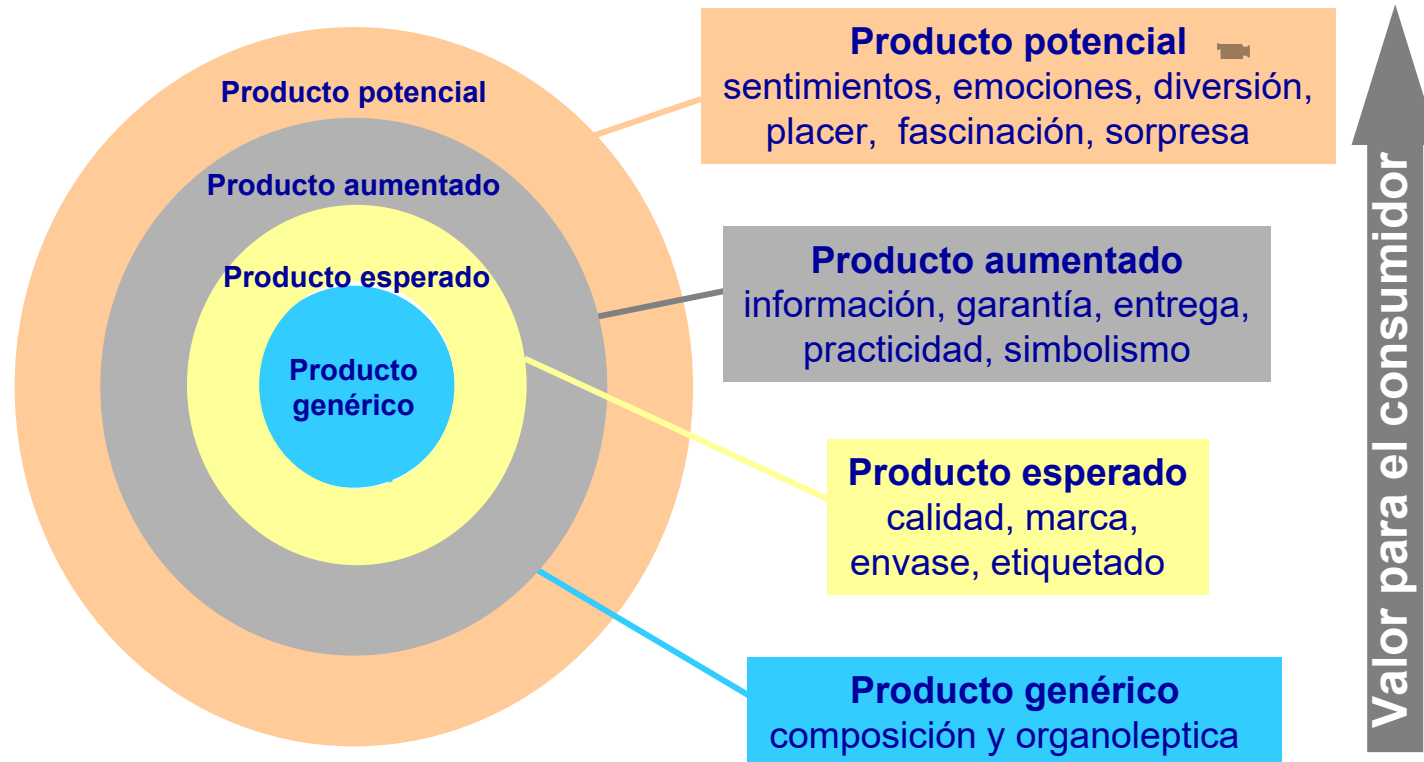 Producto potencial
Producto aumentado
Producto esperado
Producto
genérico
Producto potencial
sentimientos, emociones, diversión,
placer, fascinación, sorpresa
Producto aumentado
información, garantía, entrega,
practicidad, simbolismo
Producto esperado
calidad, marca,
envase, etiquetado
Producto genérico
composición y organoleptica
Valor para el consumidor